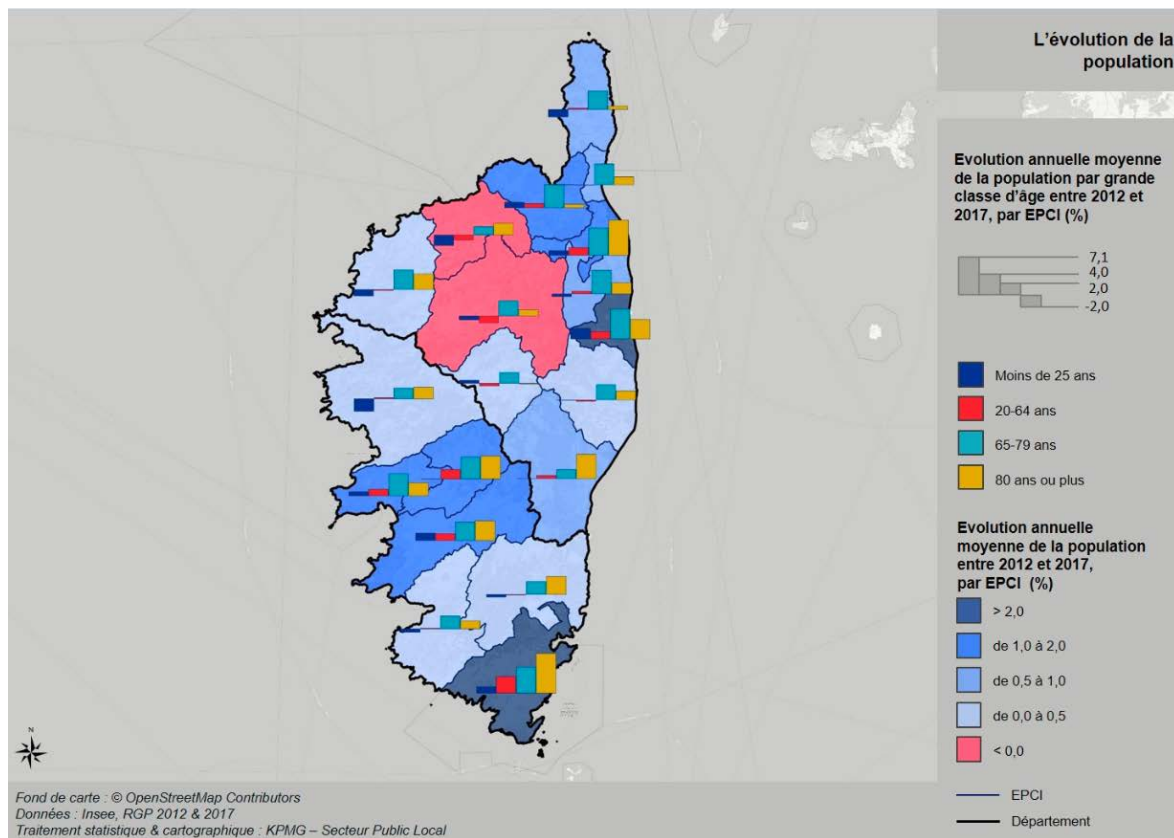 L'évolution de la
population
Evolution annuelle moyenne
de la population par grande
classe d'âge entre 2012 et
2017, par EPCI (%)
7,1
4,0
2,0
-2,0
Moins de 25 ans
20-64 ans
65-79 ans
80 ans ou plus
Evolution annuelle
moyenne de la population
entre 2012 et 2017,
par EPCI (%)
> 2,0
de 1,0 à 2,0
de 0,5 à 1,0
de 0,0 à 0,5
< 0,0
EPCI
Département
N
Fond de carte : © OpenStreetMap Contributors
Données : Insee, RGP 2012 & 2017
Traitement statistique & cartographique : KPMG – Secteur Public Local